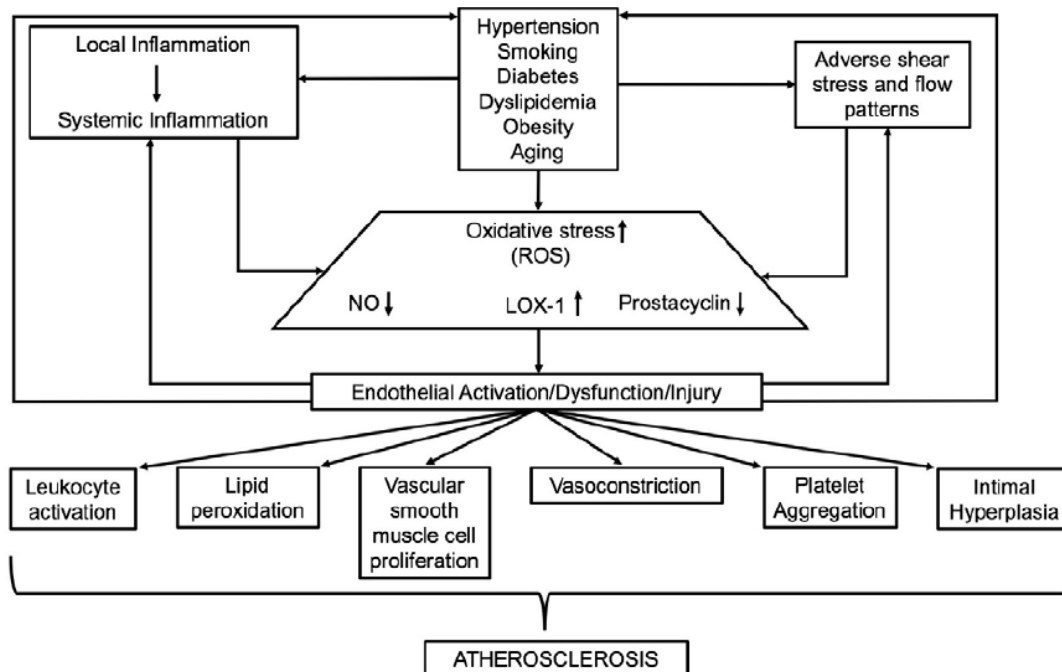 Local Inflammation
Systemic Inflammation
Hypertension
Smoking
Diabetes
Dyslipidemia
Obesity
Aging
Adverse shear
stress and flow
patterns
Oxidative stress↑
(ROS)
NO↓
LOX-1↑
Prostacyclin↓
Endothelial Activation/Dysfunction/Injury
Leukocyte
activation
Lipid
peroxidation
Vascular
smooth
muscle cell
proliferation
Vasoconstriction
Platelet
Aggregation
Intimal
Hyperplasia
ATHEROSCLEROSIS